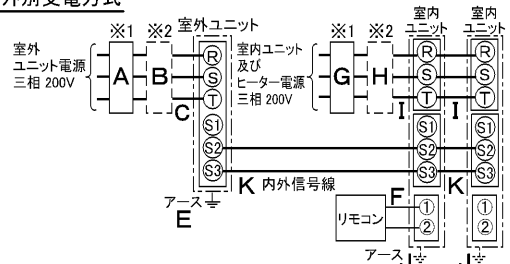 外別受電方式
※1 ※2 室外ユニット
室外
ユニット電源
三相 200V
A B
C
R
S
T
S1
S2
S3
アース
E
K 内外信号線
※1 ※2
室内ユニット
及び
ヒーター電源
三相 200V
G H
室内
ユニット
R
S
T
I
S1
S2
S3
F
リモコン
①
②
アース J
室内
ユニット
R
S
T
I
S1
S2
S3
K
①
②
J